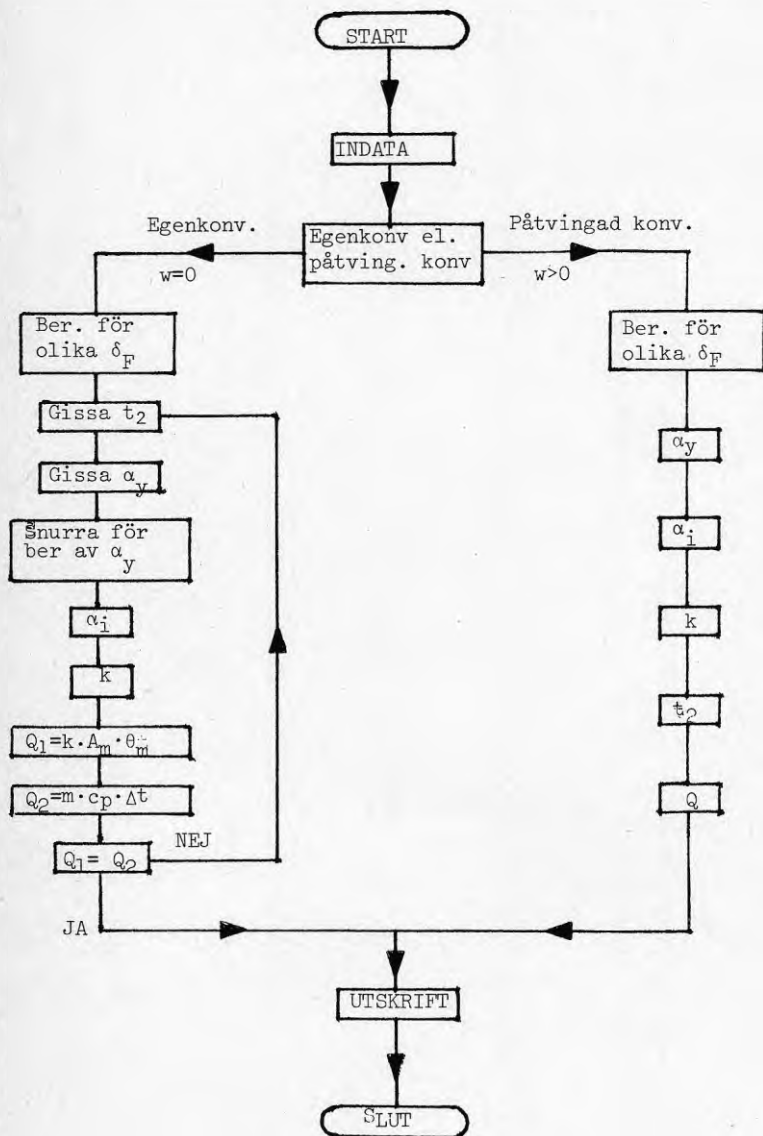 START
INDATA
Egenkonv.
Påtvingad konv.
Egenkonv el.
påtving. konv
w=0
w>0
Ber. för
olika δF
Gissa t2
Gissa αy
Snurra för
ber av αy
αi
k
Q1=k·Am·θm
Q2=m·cp·Δt
Q1= Q2
NEJ
JA
Ber. för
olika δF
αy
αi
k
t2
Q
UTSKRIFT
SLUT